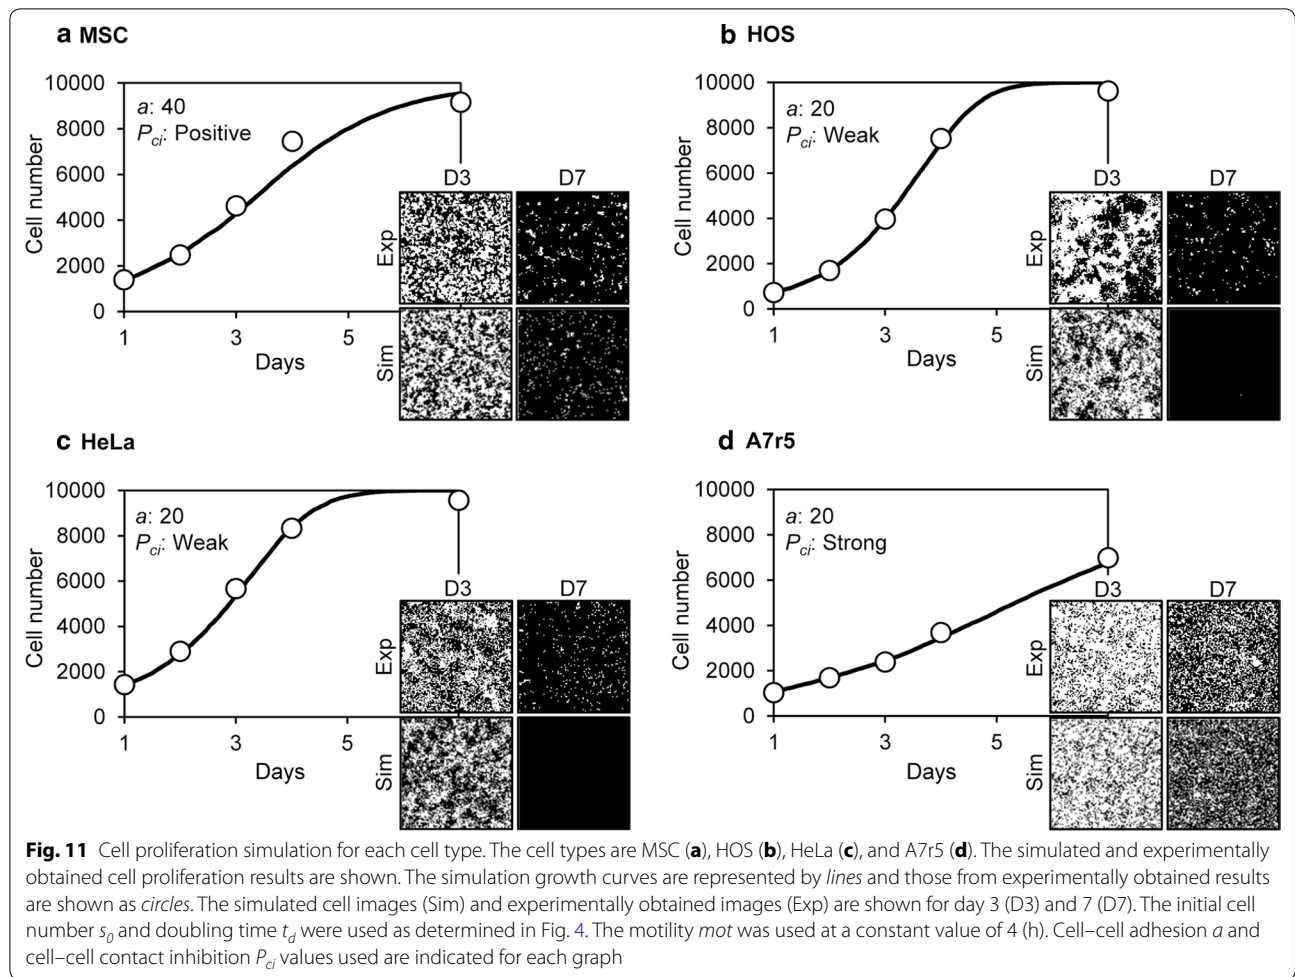 a MSC
10000
8000
6000
4000
2000
0
Cell number
a: 40
P_ci: Positive
1 3 5
Days
D3 D7
Exp
Sim
b HOS
10000
8000
6000
4000
2000
0
Cell number
a: 20
P_ci: Weak
1 3 5
Days
D3 D7
Exp
Sim
c HeLa
10000
8000
6000
4000
2000
0
Cell number
a: 20
P_ci: Weak
1 3 5
Days
D3 D7
Exp
Sim
d A7r5
10000
8000
6000
4000
2000
0
Cell number
a: 20
P_ci: Strong
1 3 5
Days
D3 D7
Exp
Sim
Fig. 11 Cell proliferation simulation for each cell type. The cell types are MSC (a), HOS (b), HeLa (c), and A7r5 (d). The simulated and experimentally
obtained cell proliferation results are shown. The simulation growth curves are represented by lines and those from experimentally obtained results
are shown as circles. The simulated cell images (Sim) and experimentally obtained images (Exp) are shown for day 3 (D3) and 7 (D7). The initial cell
number s_0 and doubling time t_d were used as determined in Fig. 4. The motility mot was used at a constant value of 4 (h). Cell–cell adhesion a and
cell–cell contact inhibition P_ci values used are indicated for each graph